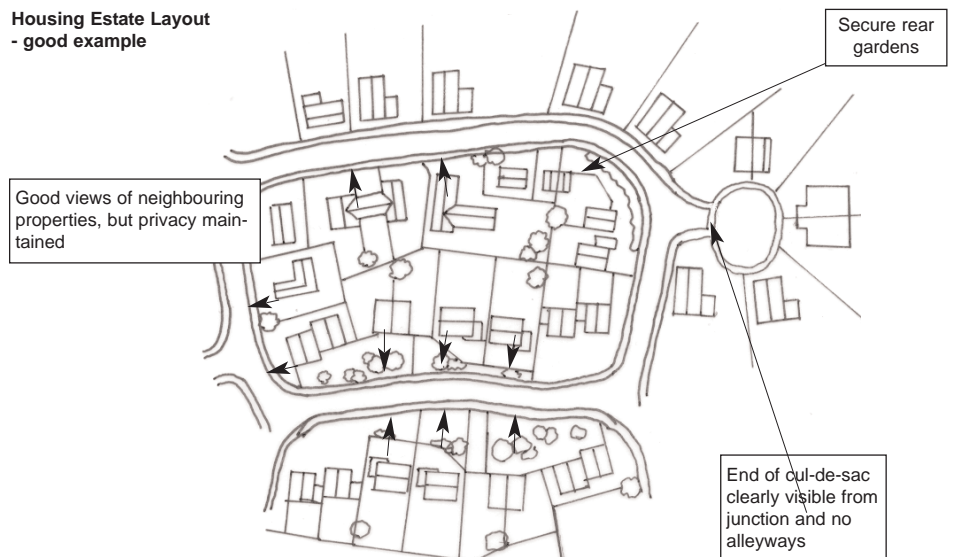 Housing Estate Layout
- good example
Secure rear
gardens
Good views of neighbouring
properties, but privacy main-
tained
End of cul-de-sac
clearly visible from
junction and no
alleyways